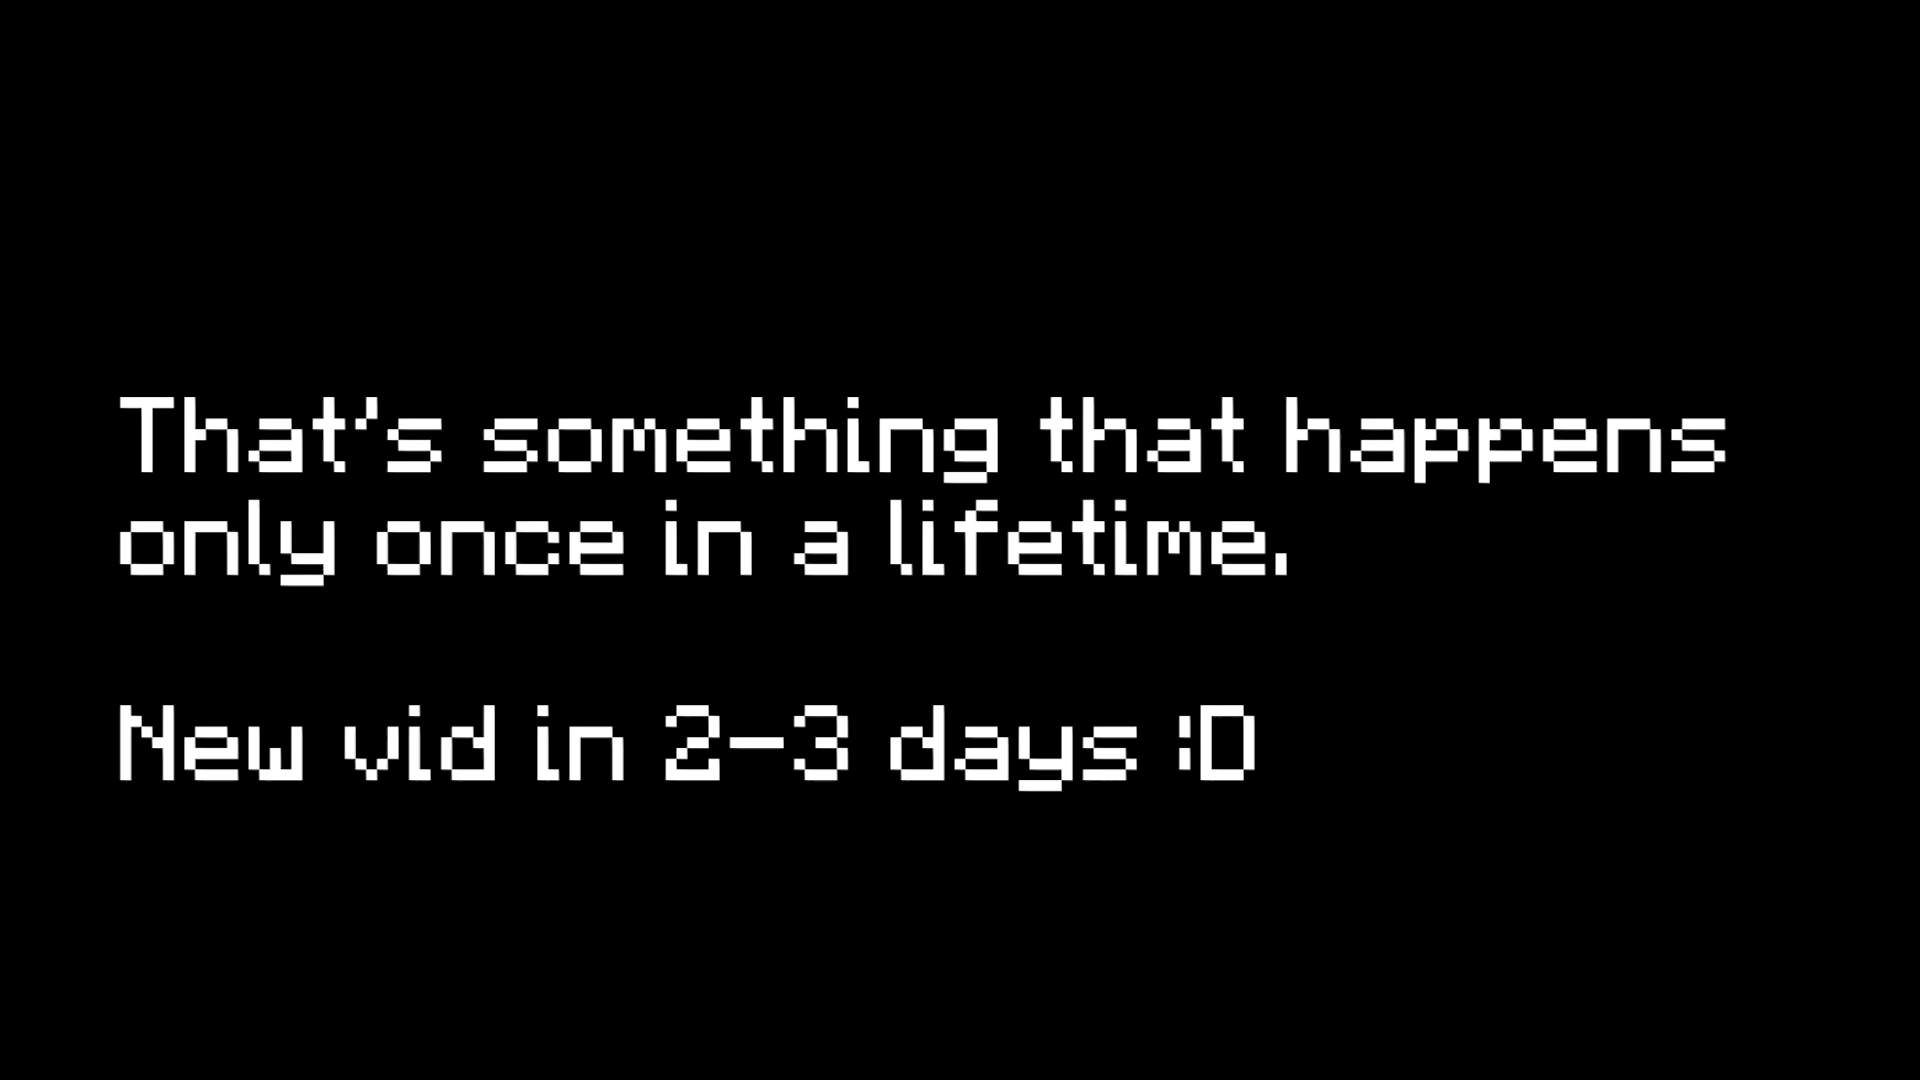 That's something that happens
only once in a lifetime.
New vid in 2-3 days :D